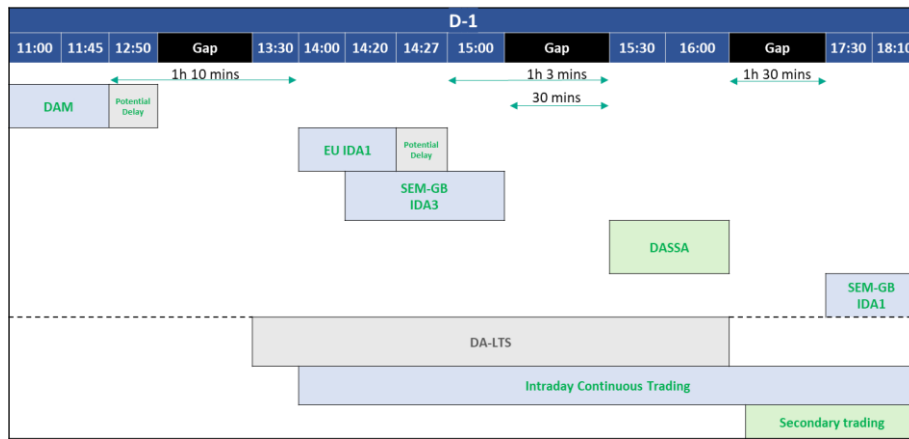 D-1
11:00 11:45 12:50 Gap 13:30 14:00 14:20 14:27 15:00 Gap 15:30 16:00 Gap 17:30 18:10
1h 10 mins 1h 3 mins 1h 30 mins
30 mins
DAM
Potential
Delay
EU IDA1
Potential
Delay
SEM-GB
IDA3
DASSA
SEM-GB
IDA1
DA-LTS
Intraday Continuous Trading
Secondary trading